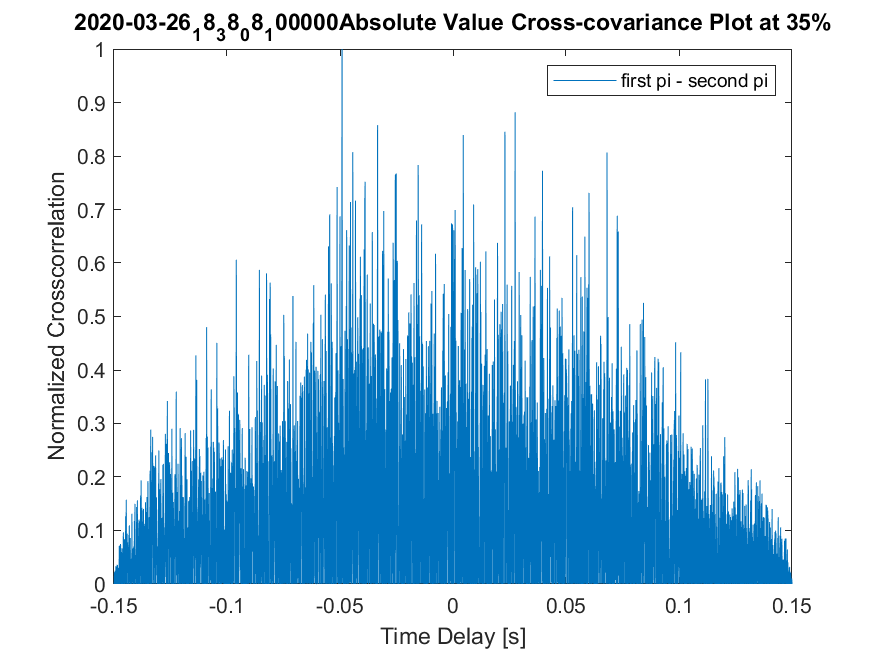 2020-03-26₁8₃8₀8₁00000Absolute Value Cross-covariance Plot at 35%
first pi - second pi
Normalized Crosscorrelation
1
0.9
0.8
0.7
0.6
0.5
0.4
0.3
0.2
0.1
0
-0.15 -0.1 -0.05 0 0.05 0.1 0.15
Time Delay [s]